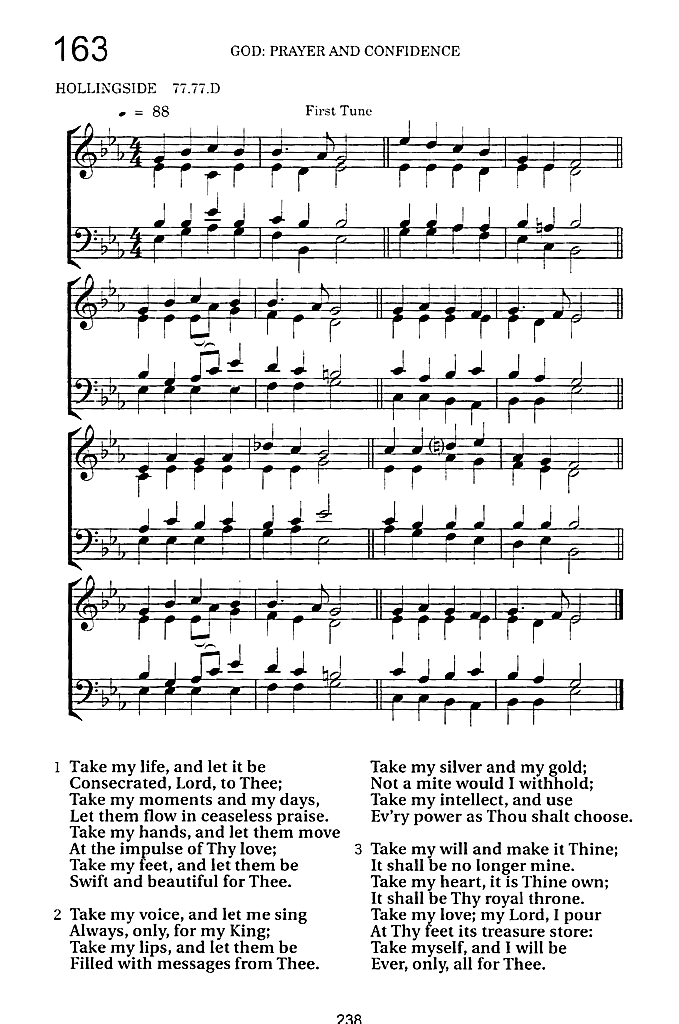 163
GOD: PRAYER AND CONFIDENCE
HOLLINGSIDE 77.77.D
= 88 First Tune
(E)
1 Take my life, and let it be
Consecrated, Lord, to Thee;
Take my moments and my days,
Let them flow in ceaseless praise.
Take my hands, and let them move
At the impulse of Thy love;
Take my feet, and let them be
Swift and beautiful for Thee.
2 Take my voice, and let me sing
Always, only, for my King;
Take my lips, and let them be
Filled with messages from Thee.
Take my silver and my gold;
Not a mite would I withhold;
Take my intellect, and use
Ev'ry power as Thou shalt choose.
3 Take my will and make it Thine;
It shall be no longer mine.
Take my heart, it is Thine own;
It shall be Thy royal throne.
Take my love; my Lord, I pour
At Thy feet its treasure store:
Take myself, and I will be
Ever, only, all for Thee.
238